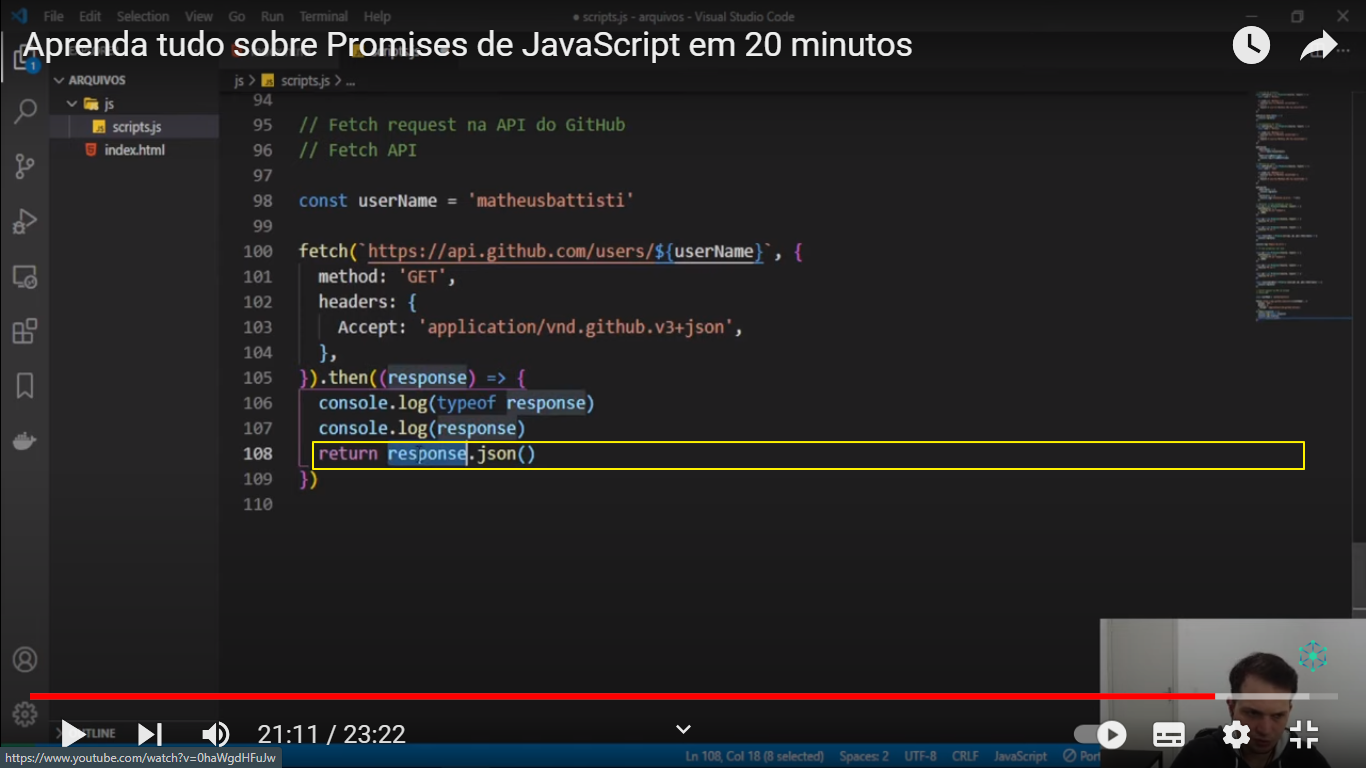 File Edit Selection View Go Run Terminal Help
● scripts.js - arquivos - Visual Studio Code
Aprenda tudo sobre Promises de JavaScript em 20 minutos
1
ARQUIVOS
js
scripts.js
index.html
js > scripts.js > ...
94
95 // Fetch request na API do GitHub
96 // Fetch API
97
98 const userName = 'matheusbattisti'
99
100 fetch(`https://api.github.com/users/${userName}`, {
101 method: 'GET',
102 headers: {
103 Accept: 'application/vnd.github.v3+json',
104 },
105 }).then((response) => {
106 console.log(typeof response)
107 console.log(response)
108 return response.json()
109 })
110
21:11 / 23:22
https://www.youtube.com/watch?v=0haWgdHFuJw
Ln 108, Col 18 (8 selected) Spaces: 2 UTF-8 CRLF JavaScript